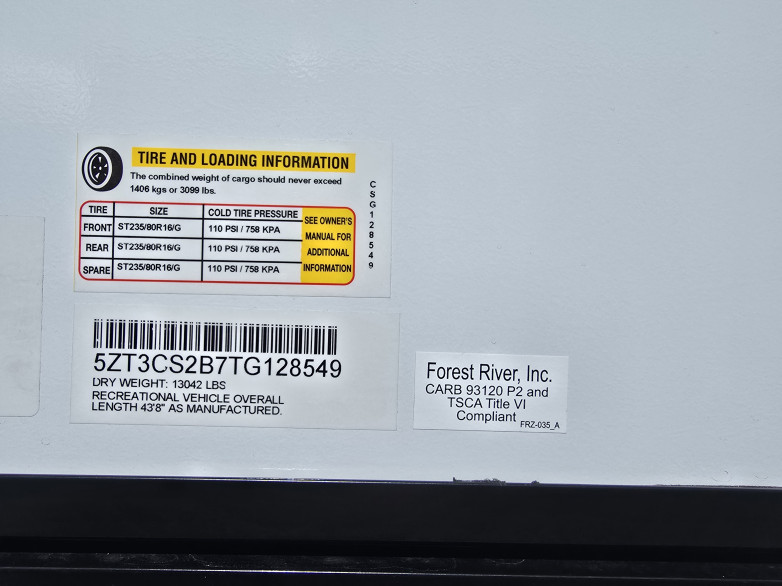 TIRE AND LOADING INFORMATION
The combined weight of cargo should never exceed
1406 kgs or 3099 lbs.
TIRE SIZE COLD TIRE PRESSURE SEE OWNER'S MANUAL FOR ADDITIONAL INFORMATION
FRONT ST235/80R16/G 110 PSI / 758 KPA
REAR ST235/80R16/G 110 PSI / 758 KPA
SPARE ST235/80R16/G 110 PSI / 758 KPA
CSG128549
5ZT3CS2B7TG128549
DRY WEIGHT: 13042 LBS
RECREATIONAL VEHICLE OVERALL
LENGTH 43'8" AS MANUFACTURED.
Forest River, Inc.
CARB 93120 P2 and
TSCA Title VI
Compliant
FRZ-035_A